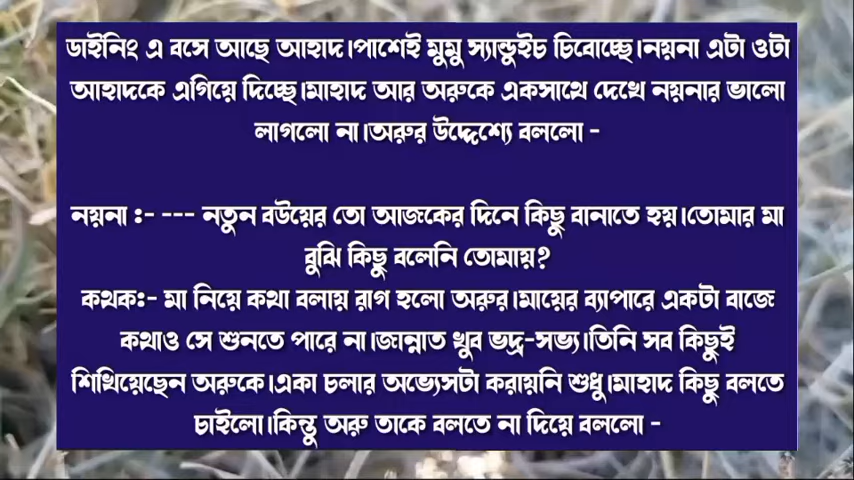 ডাইনিং এ বসে আছে আহাদ।পাশেই মুমু স্যান্ডুইচ চিবোচ্ছে।নয়না এটা ওটা
আহাদকে এগিয়ে দিচ্ছে।মাহাদ আর অরুকে একসাথে দেখে নয়নার ভালো
লাগলো না।অরুর উদ্দেশ্যে বললো -
নয়না :- --- নতুন বউয়ের তো আজকের দিনে কিছু বানাতে হয়।তোমার মা
বুঝি কিছু বলেনি তোমায়?
কথক:- মা নিয়ে কথা বলায় রাগ হলো অরুর।মায়ের ব্যাপারে একটা বাজে
কথাও সে শুনতে পারে না।জান্নাত খুব ভদ্র-সভ্য।তিনি সব কিছুই
শিখিয়েছেন অরুকে।একা চলার অভ্যেসটা করায়নি শুধু।মাহাদ কিছু বলতে
চাইলো।কিন্তু অরু তাকে বলতে না দিয়ে বললো -